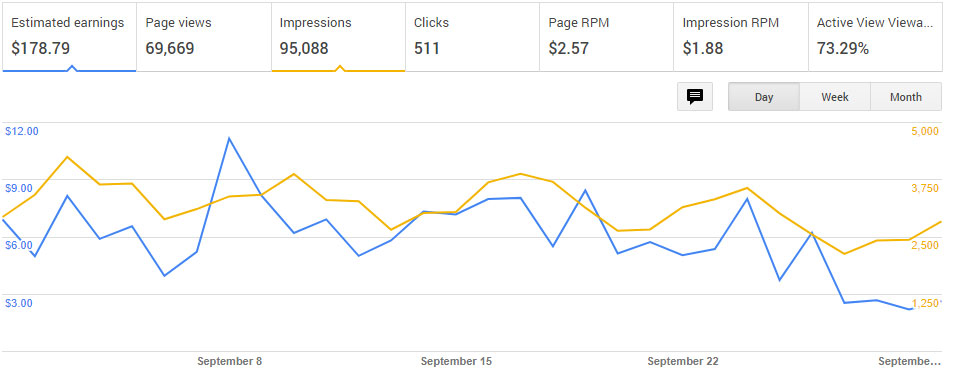 Estimated earnings
$178.79
Page views
69,669
Impressions
95,088
Clicks
511
Page RPM
$2.57
Impression RPM
$1.88
Active View Viewa...
73.29%
Day
Week
Month
$12.00
5,000
$9.00
3,750
$6.00
2,500
$3.00
1,250
September 8
September 15
September 22
Septembe...